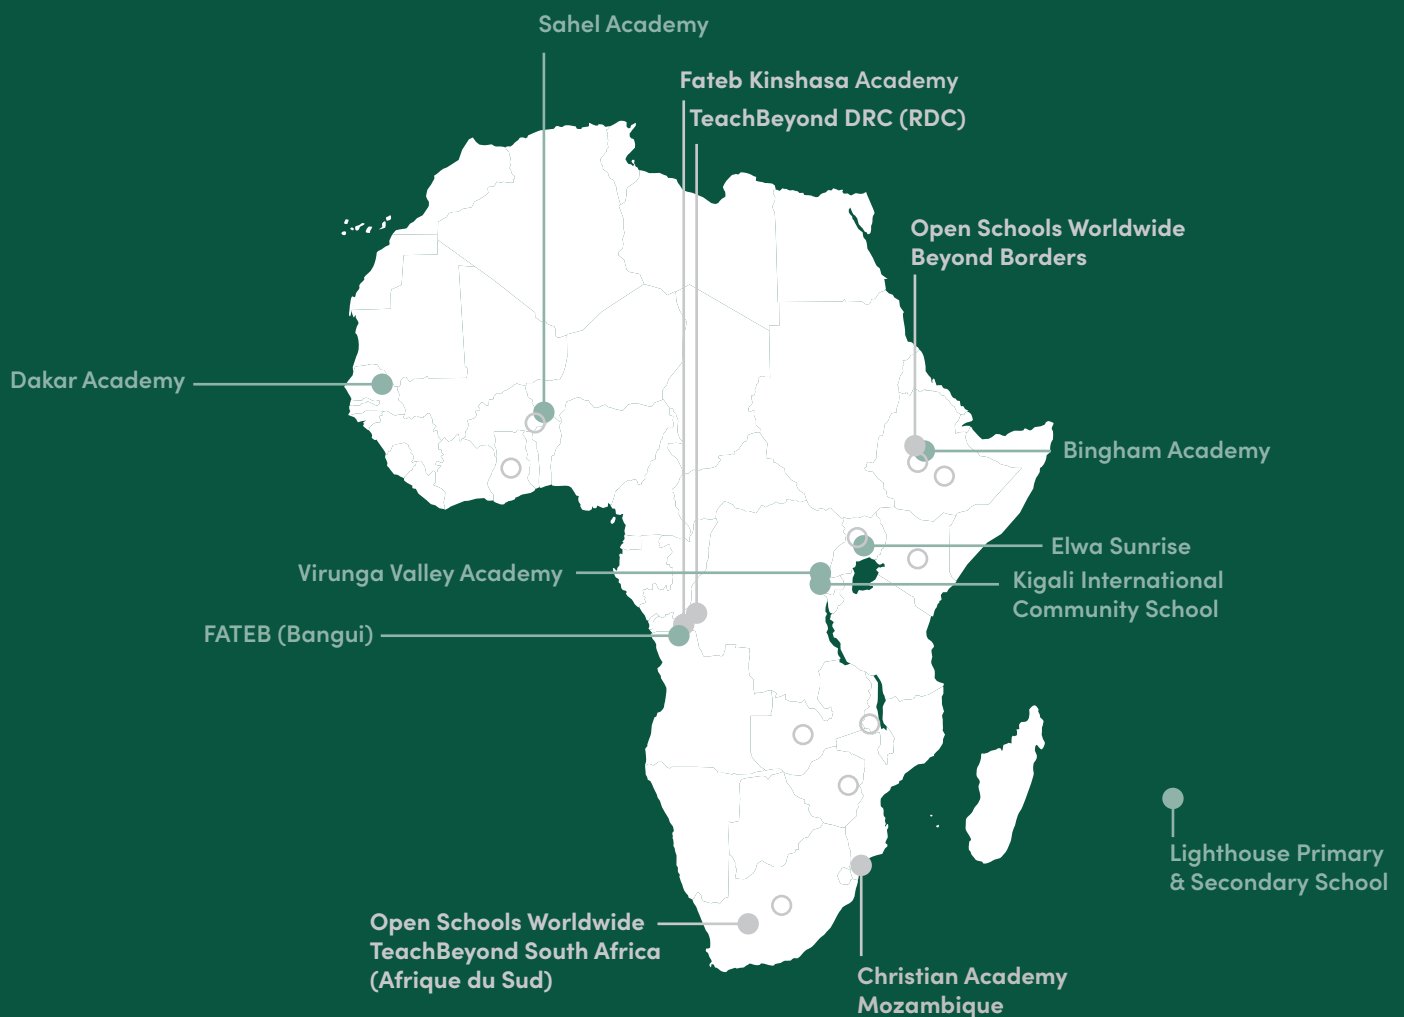 Sahel Academy
Fateb Kinshasa Academy
TeachBeyond DRC (RDC)
Open Schools Worldwide
Beyond Borders
Dakar Academy
Bingham Academy
Elwa Sunrise
Virunga Valley Academy
Kigali International
Community School
FATEB (Bangui)
Lighthouse Primary
& Secondary School
Open Schools Worldwide
TeachBeyond South Africa
(Afrique du Sud)
Christian Academy
Mozambique